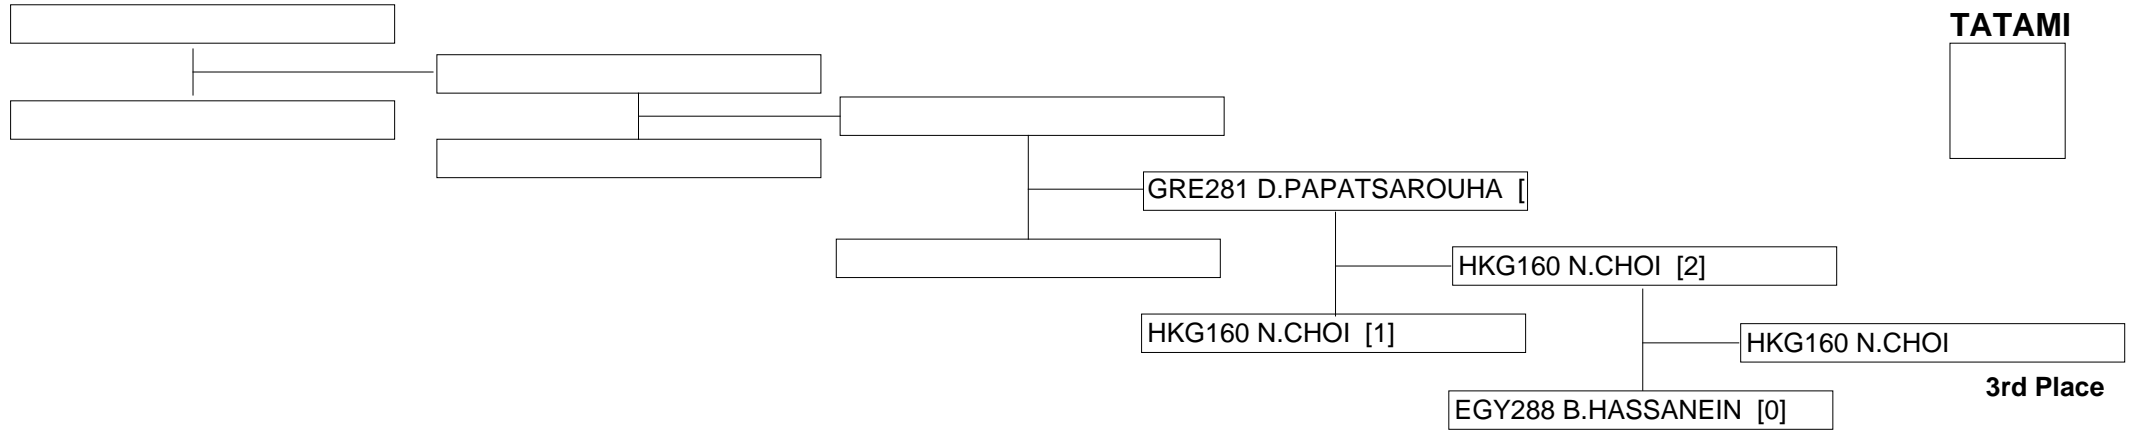 TATAMI
GRE281 D.PAPATSAROUHA [
HKG160 N.CHOI [2]
HKG160 N.CHOI [1]
HKG160 N.CHOI
3rd Place
EGY288 B.HASSANEIN [0]